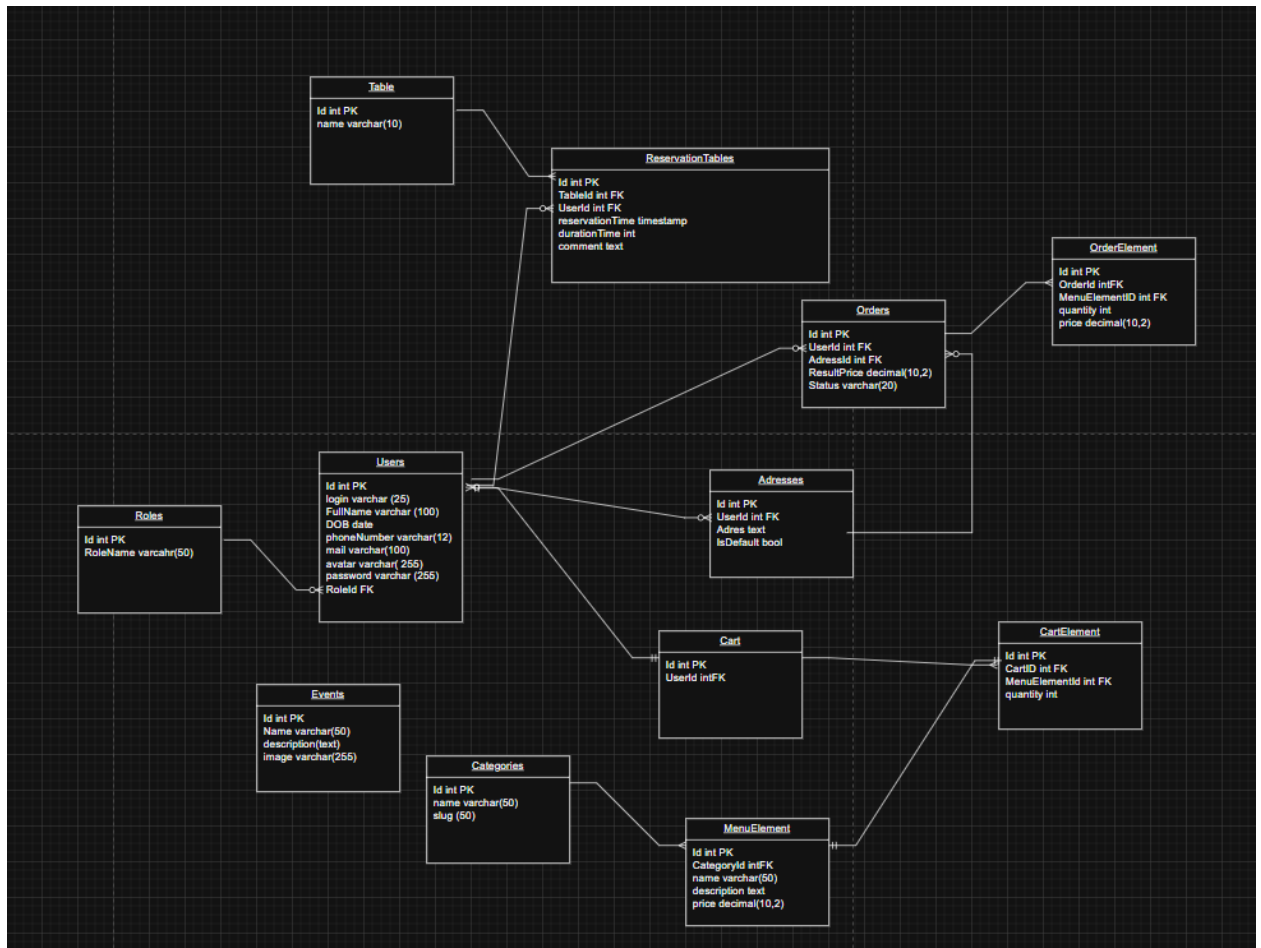 Table
Id int PK
name varchar(10)
ReservationTables
Id int PK
TableId int FK
UserId int FK
reservationTime timestamp
durationTime int
comment text
OrderElement
Id int PK
OrderId intFK
MenuElementID int FK
quantity int
price decimal(10,2)
Orders
Id int PK
UserId int FK
AdressId int FK
ResultPrice decimal(10,2)
Status varchar(20)
Users
Id int PK
login varchar (25)
FullName varchar (100)
DOB date
phoneNumber varchar(12)
mail varchar(100)
avatar varchar( 255)
password varchar (255)
RoleId FK
Adresses
Id int PK
UserId int FK
Adres text
IsDefault bool
Roles
Id int PK
RoleName varcahr(50)
Cart
Id int PK
UserId intFK
CartElement
Id int PK
CartID int FK
MenuElementId int FK
quantity int
Events
Id int PK
Name varchar(50)
description(text)
image varchar(255)
Categories
Id int PK
name varchar(50)
slug (50)
MenuElement
Id int PK
CategoryId intFK
name varchar(50)
description text
price decimal(10,2)